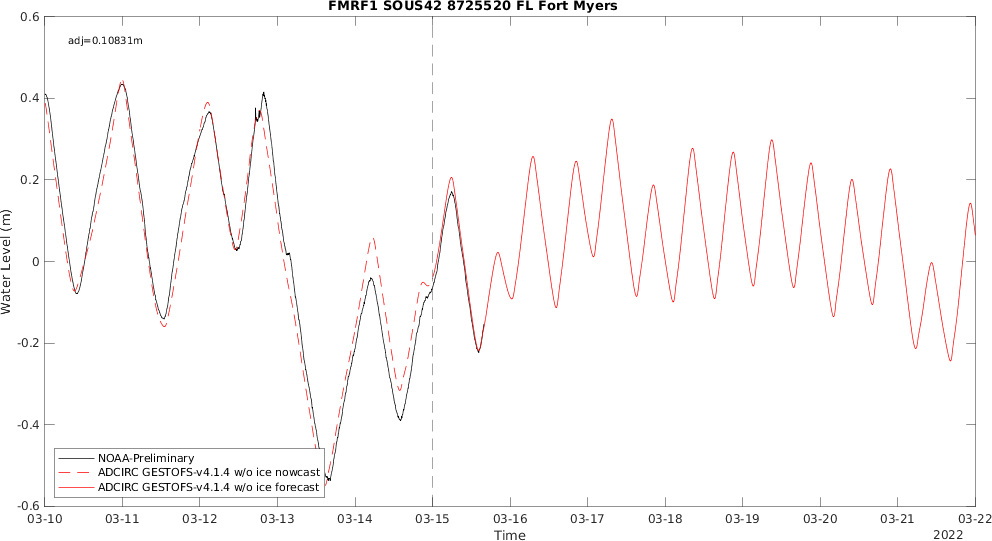 FMRF1 SOUS42 8725520 FL Fort Myers
adj=0.10831m
0.6
0.4
0.2
0
-0.2
-0.4
-0.6
Water Level (m)
NOAA-Preliminary
ADCIRC GESTOFS-v4.1.4 w/o ice nowcast
ADCIRC GESTOFS-v4.1.4 w/o ice forecast
03-10 03-11 03-12 03-13 03-14 03-15 03-16 03-17 03-18 03-19 03-20 03-21 03-22
Time
2022